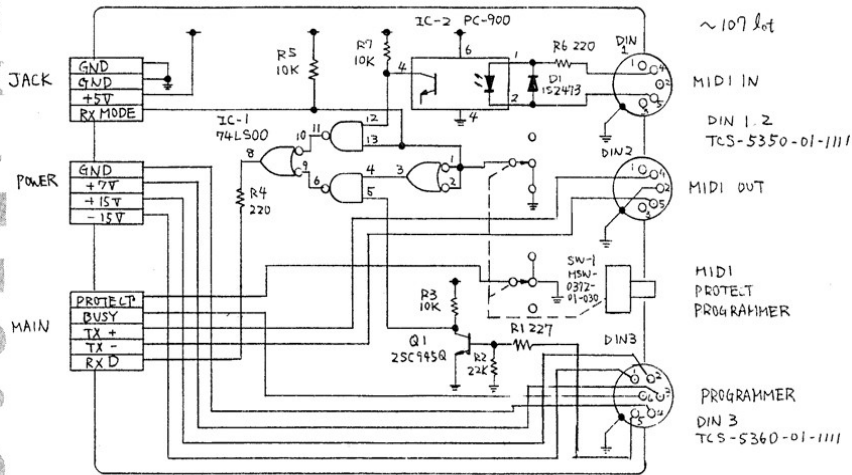 IC-2 PC-900
~107 lot
DIN
1
R5
10K
R7
10K
R6 220
D1
1S2473
MIDI IN
DIN 1.2
TCS-5350-01-1111
JACK
GND
GND
+5V
RX MODE
IC-1
74LS00
6
4
1
2
4
12
13
11
10
8
9
6
4
5
3
1
2
R4
220
DIN2
MIDI OUT
POWER
GND
+7V
+15V
-15V
SW-1
MSW-
0372-
01-030
MIDI
PROTECT
PROGRAMMER
MAIN
PROTECT
BUSY
TX +
TX -
RXD
R3
10K
Q1
2SC945Q
R2
22K
R1 227
DIN3
PROGRAMMER
DIN 3
TCS-5360-01-1111